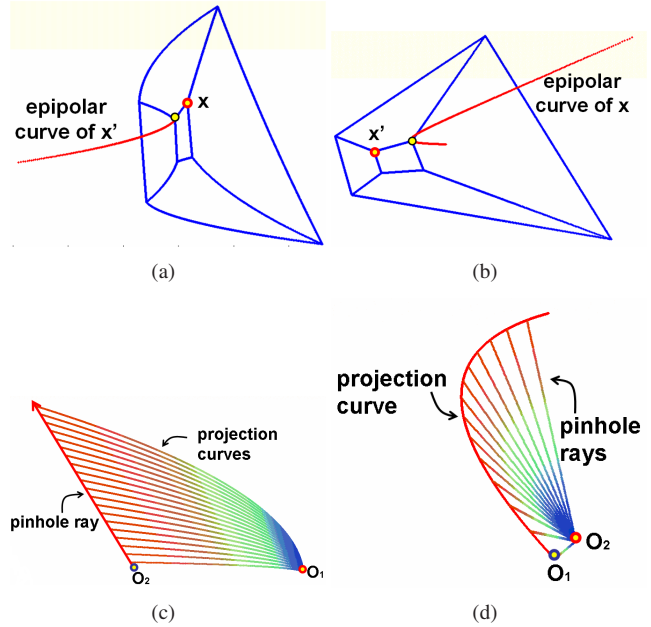 epipolar
curve of x'
x
(a)
epipolar
curve of x
x'
(b)
projection
curves
pinhole ray
O2
O1
(c)
projection
curve
pinhole
rays
O2
O1
(d)